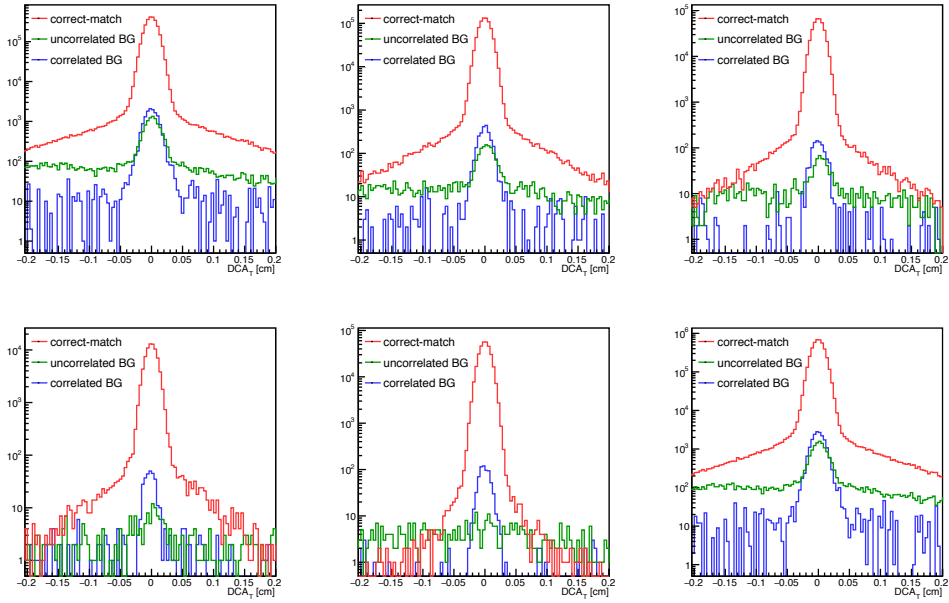 10⁵
10⁴
10³
10²
10
1
correct-match
uncorrelated BG
correlated BG
−0.2 −0.15 −0.1 −0.05 0 0.05 0.1 0.15 0.2
DCA_T [cm]
10⁵
10⁴
10³
10²
10
1
correct-match
uncorrelated BG
correlated BG
−0.2 −0.15 −0.1 −0.05 0 0.05 0.1 0.15 0.2
DCA_T [cm]
10⁵
10⁴
10³
10²
10
1
correct-match
uncorrelated BG
correlated BG
−0.2 −0.15 −0.1 −0.05 0 0.05 0.1 0.15 0.2
DCA_T [cm]
10⁴
10³
10²
10
1
correct-match
uncorrelated BG
correlated BG
−0.2 −0.15 −0.1 −0.05 0 0.05 0.1 0.15 0.2
DCA_T [cm]
10⁵
10⁴
10³
10²
10
1
correct-match
uncorrelated BG
correlated BG
−0.2 −0.15 −0.1 −0.05 0 0.05 0.1 0.15 0.2
DCA_T [cm]
10⁶
10⁵
10⁴
10³
10²
10
1
correct-match
uncorrelated BG
correlated BG
−0.2 −0.15 −0.1 −0.05 0 0.05 0.1 0.15 0.2
DCA_T [cm]